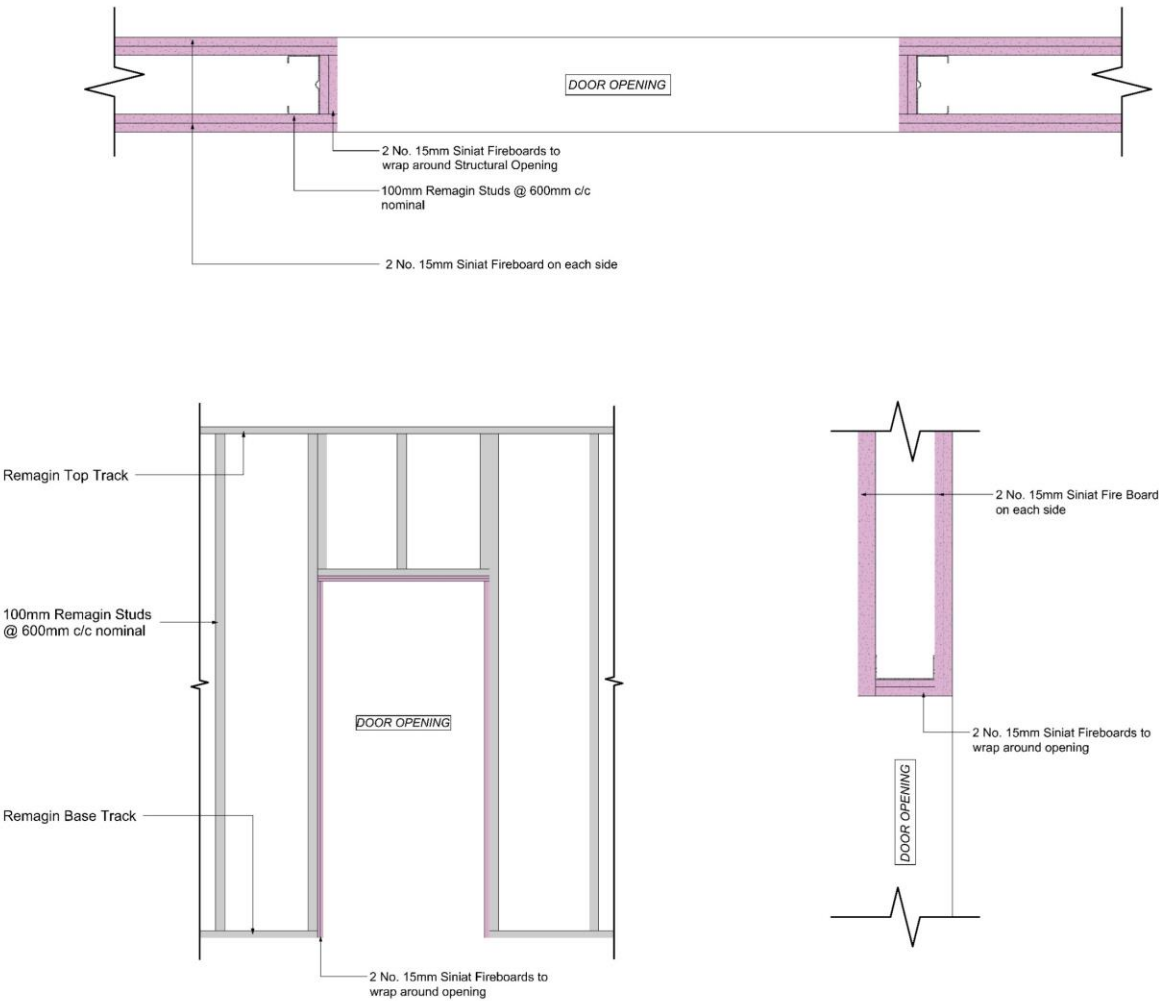 DOOR OPENING
2 No. 15mm Siniat Fireboards to
wrap around Structural Opening
100mm Remagin Studs @ 600mm c/c
nominal
2 No. 15mm Siniat Fireboard on each side
Remagin Top Track
100mm Remagin Studs
@ 600mm c/c nominal
DOOR OPENING
Remagin Base Track
2 No. 15mm Siniat Fireboards to
wrap around opening
2 No. 15mm Siniat Fire Board
on each side
2 No. 15mm Siniat Fireboards to
wrap around opening
DOOR OPENING